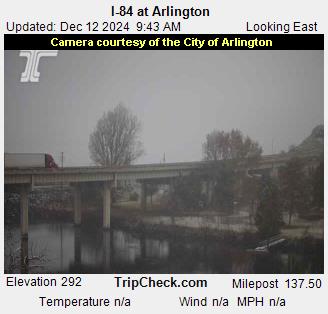 I-84 at Arlington
Updated: Dec 12 2024 9:43 AM Looking East
Camera courtesy of the City of Arlington
Elevation 292 TripCheck.com Milepost 137.50
Temperature n/a Wind n/a MPH n/a